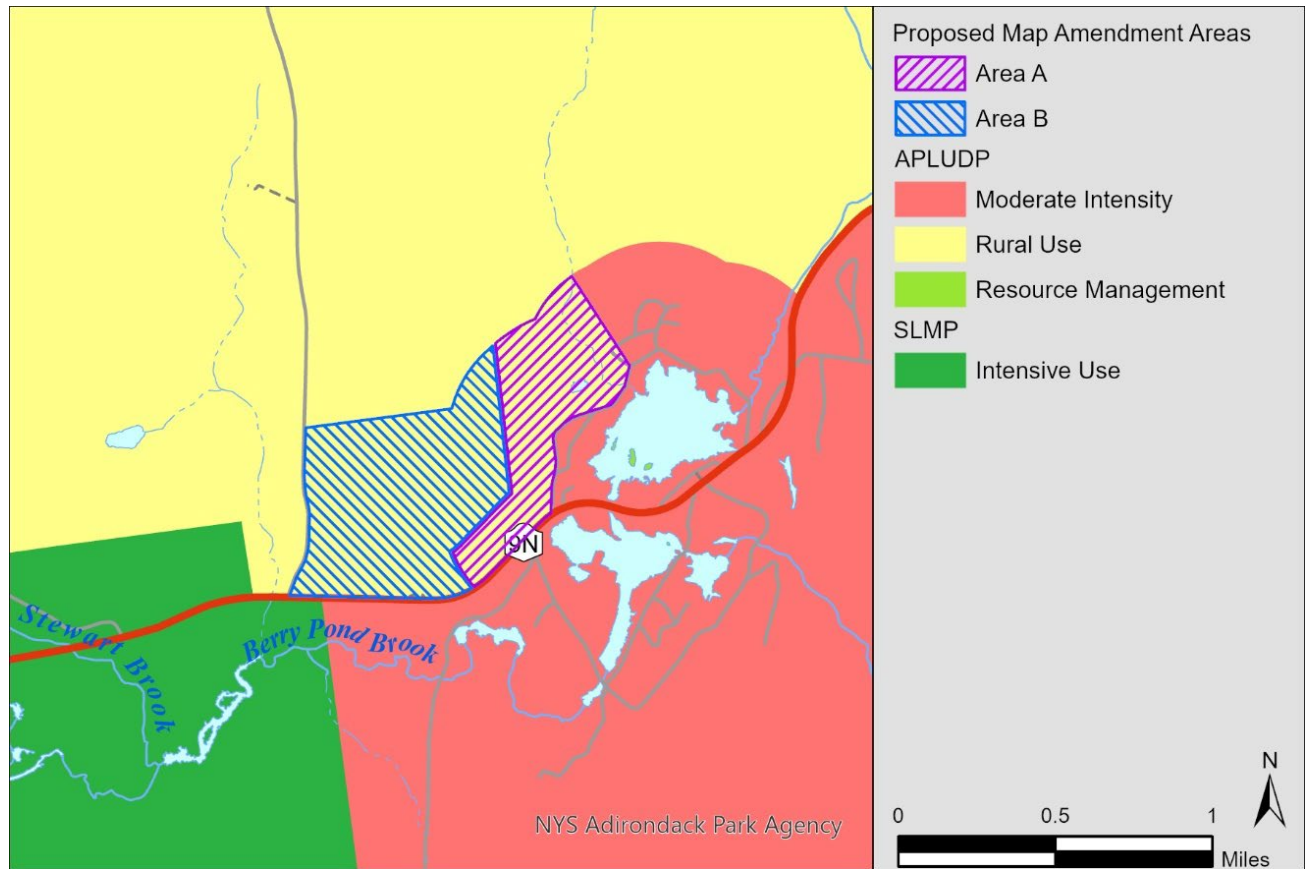 9N
Stewart Brook
Berry Pond Brook
NYS Adirondack Park Agency
Proposed Map Amendment Areas
Area A
Area B
APLUDP
Moderate Intensity
Rural Use
Resource Management
SLMP
Intensive Use
N
0 0.5 1
Miles